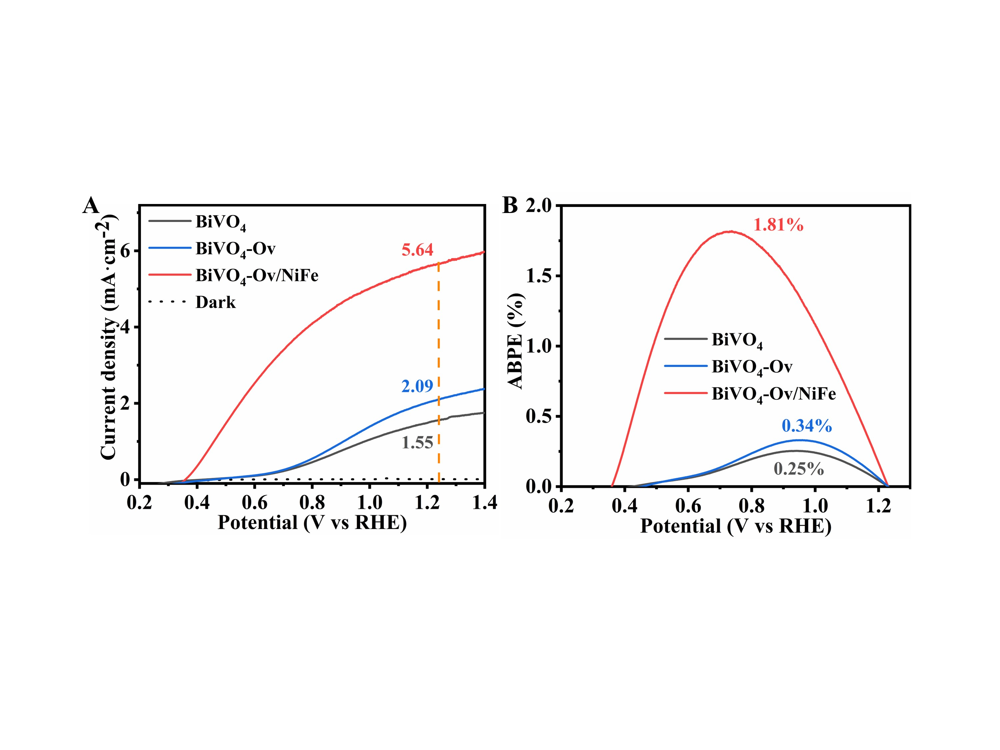 A
Current density (mA·cm⁻²)
BiVO₄
BiVO₄-Ov
BiVO₄-Ov/NiFe
Dark
5.64
2.09
1.55
6
4
2
0
0.2 0.4 0.6 0.8 1.0 1.2 1.4
Potential (V vs RHE)
B
ABPE (%)
2.0
1.5
1.0
0.5
0.0
1.81%
BiVO₄
BiVO₄-Ov
BiVO₄-Ov/NiFe
0.34%
0.25%
0.2 0.4 0.6 0.8 1.0 1.2
Potential (V vs RHE)